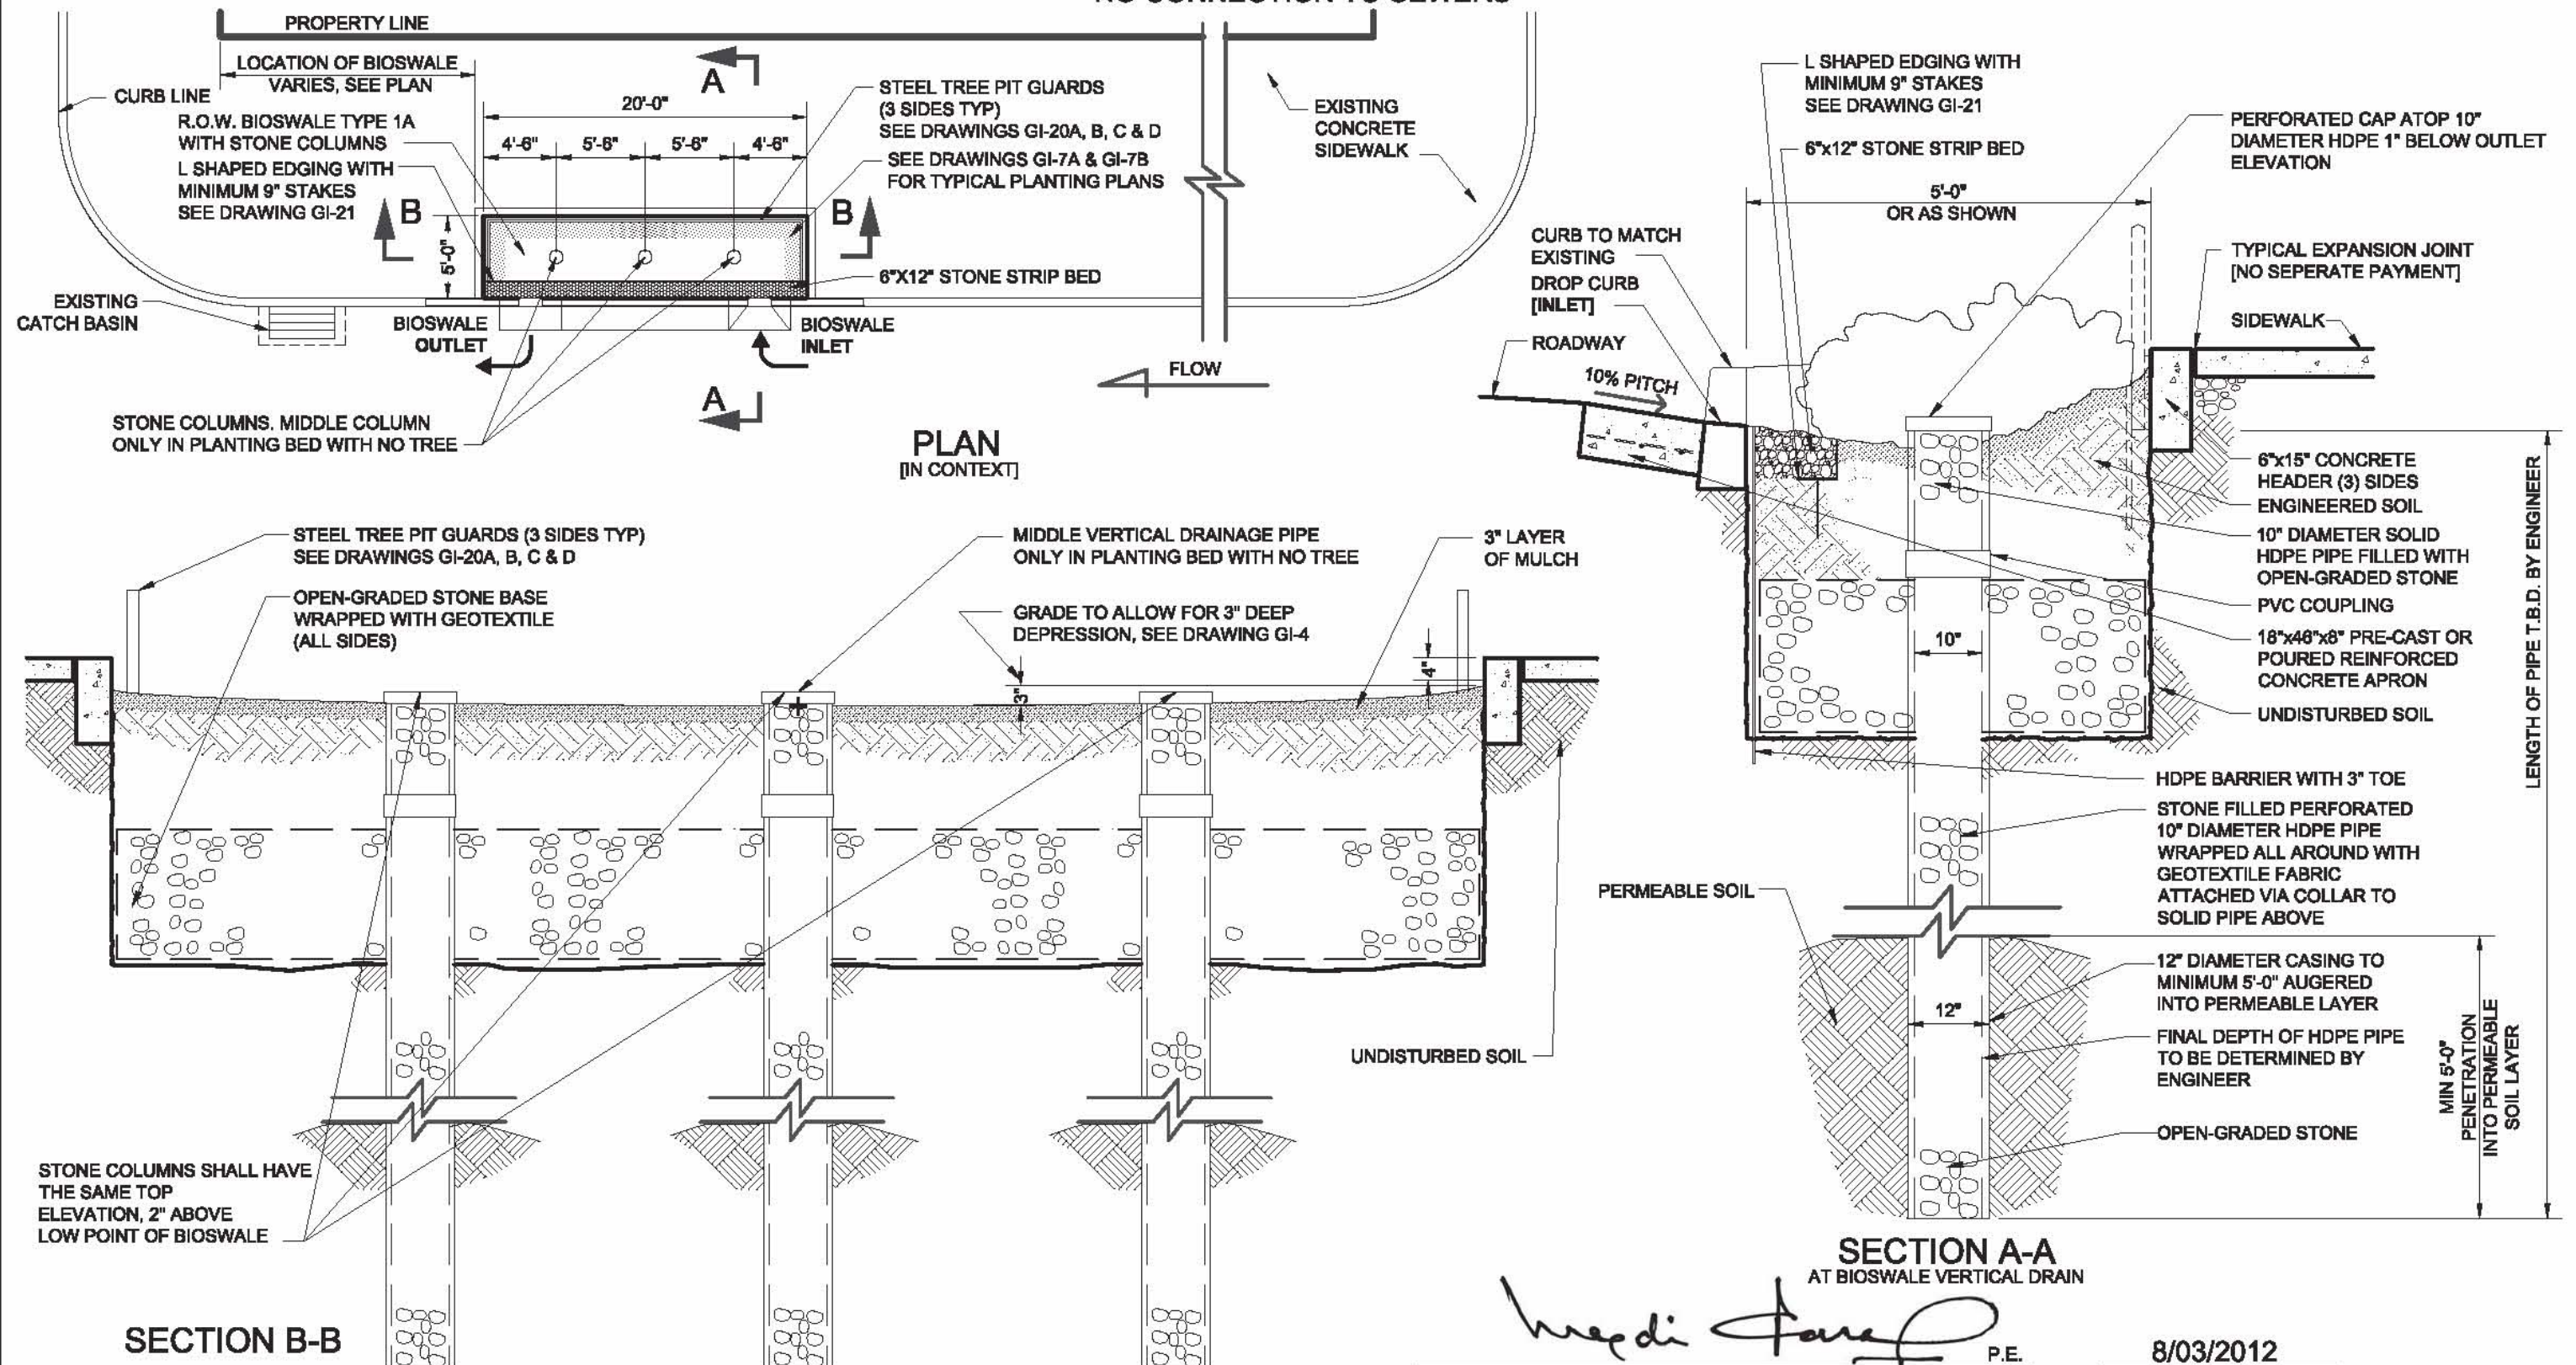 PROPERTY LINE
LOCATION OF BIOSWALE
VARIES, SEE PLAN
CURB LINE
R.O.W. BIOSWALE TYPE 1A
WITH STONE COLUMNS
L SHAPED EDGING WITH
MINIMUM 9" STAKES
SEE DRAWING GI-21
EXISTING
CATCH BASIN
A
20'-0"
4'-6"
5'-6"
5'-6"
4'-6"
STEEL TREE PIT GUARDS
(3 SIDES TYP)
SEE DRAWINGS GI-20A, B, C & D
SEE DRAWINGS GI-7A & GI-7B
FOR TYPICAL PLANTING PLANS
B
B
5'-0"
6"X12" STONE STRIP BED
BIOSWALE
OUTLET
BIOSWALE
INLET
A
FLOW
EXISTING
CONCRETE
SIDEWALK
STONE COLUMNS. MIDDLE COLUMN
ONLY IN PLANTING BED WITH NO TREE
PLAN
[IN CONTEXT]
L SHAPED EDGING WITH
MINIMUM 9" STAKES
SEE DRAWING GI-21
6"x12" STONE STRIP BED
PERFORATED CAP ATOP 10"
DIAMETER HDPE 1" BELOW OUTLET
ELEVATION
5'-0"
OR AS SHOWN
CURB TO MATCH
EXISTING
DROP CURB
[INLET]
ROADWAY
10% PITCH
TYPICAL EXPANSION JOINT
[NO SEPERATE PAYMENT]
SIDEWALK
6"x15" CONCRETE
HEADER (3) SIDES
ENGINEERED SOIL
10" DIAMETER SOLID
HDPE PIPE FILLED WITH
OPEN-GRADED STONE
PVC COUPLING
18"x46"x8" PRE-CAST OR
POURED REINFORCED
CONCRETE APRON
UNDISTURBED SOIL
10"
HDPE BARRIER WITH 3" TOE
STONE FILLED PERFORATED
10" DIAMETER HDPE PIPE
WRAPPED ALL AROUND WITH
GEOTEXTILE FABRIC
ATTACHED VIA COLLAR TO
SOLID PIPE ABOVE
PERMEABLE SOIL
12" DIAMETER CASING TO
MINIMUM 5'-0" AUGERED
INTO PERMEABLE LAYER
12"
FINAL DEPTH OF HDPE PIPE
TO BE DETERMINED BY
ENGINEER
OPEN-GRADED STONE
MIN 5'-0"
PENETRATION
INTO PERMEABLE
SOIL LAYER
LENGTH OF PIPE T.B.D. BY ENGINEER
SECTION A-A
AT BIOSWALE VERTICAL DRAIN
STEEL TREE PIT GUARDS (3 SIDES TYP)
SEE DRAWINGS GI-20A, B, C & D
OPEN-GRADED STONE BASE
WRAPPED WITH GEOTEXTILE
(ALL SIDES)
MIDDLE VERTICAL DRAINAGE PIPE
ONLY IN PLANTING BED WITH NO TREE
3" LAYER
OF MULCH
GRADE TO ALLOW FOR 3" DEEP
DEPRESSION, SEE DRAWING GI-4
3"
4"
UNDISTURBED SOIL
STONE COLUMNS SHALL HAVE
THE SAME TOP
ELEVATION, 2" ABOVE
LOW POINT OF BIOSWALE
SECTION B-B
P.E.
8/03/2012